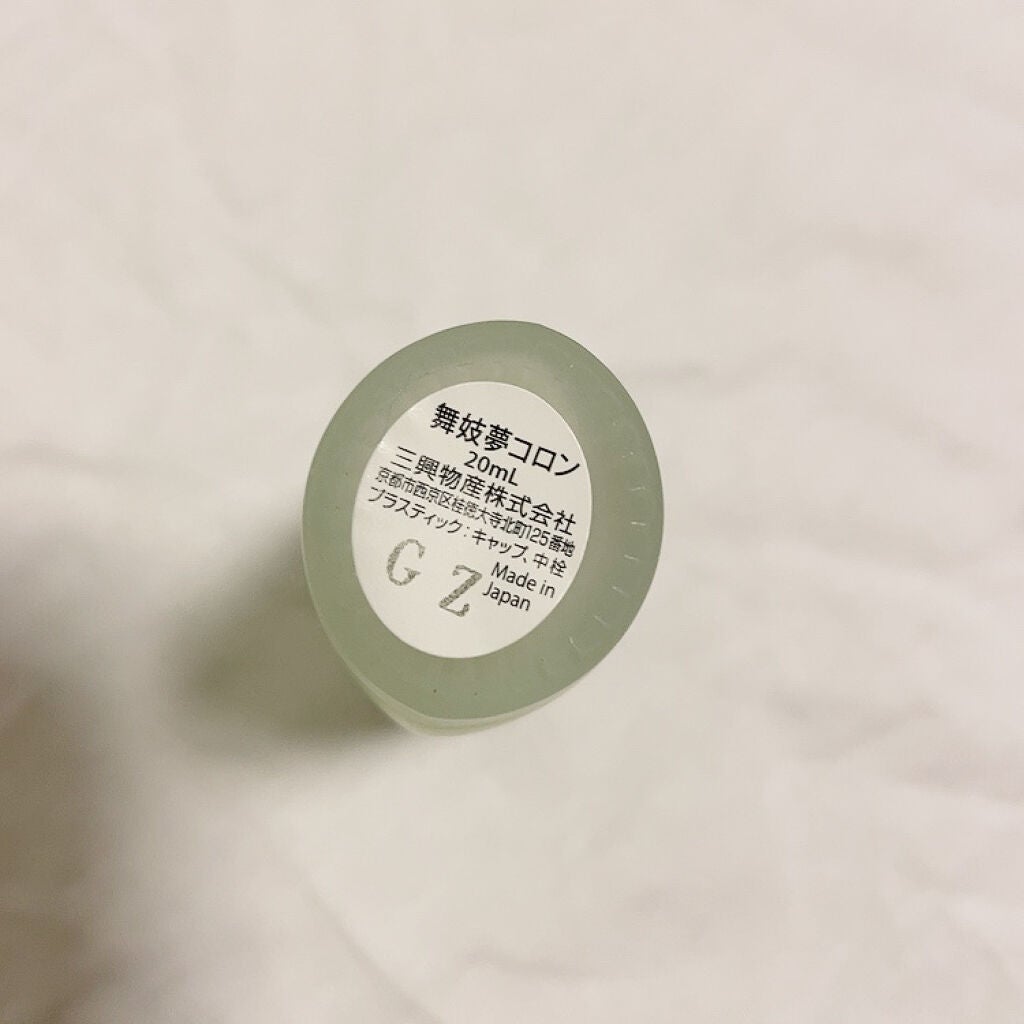 舞妓夢コロン
20mL
三興物産株式会社
京都市西京区桂徳大寺北町125番地
プラスティック：キャップ、中栓
G Z
Made in
Japan